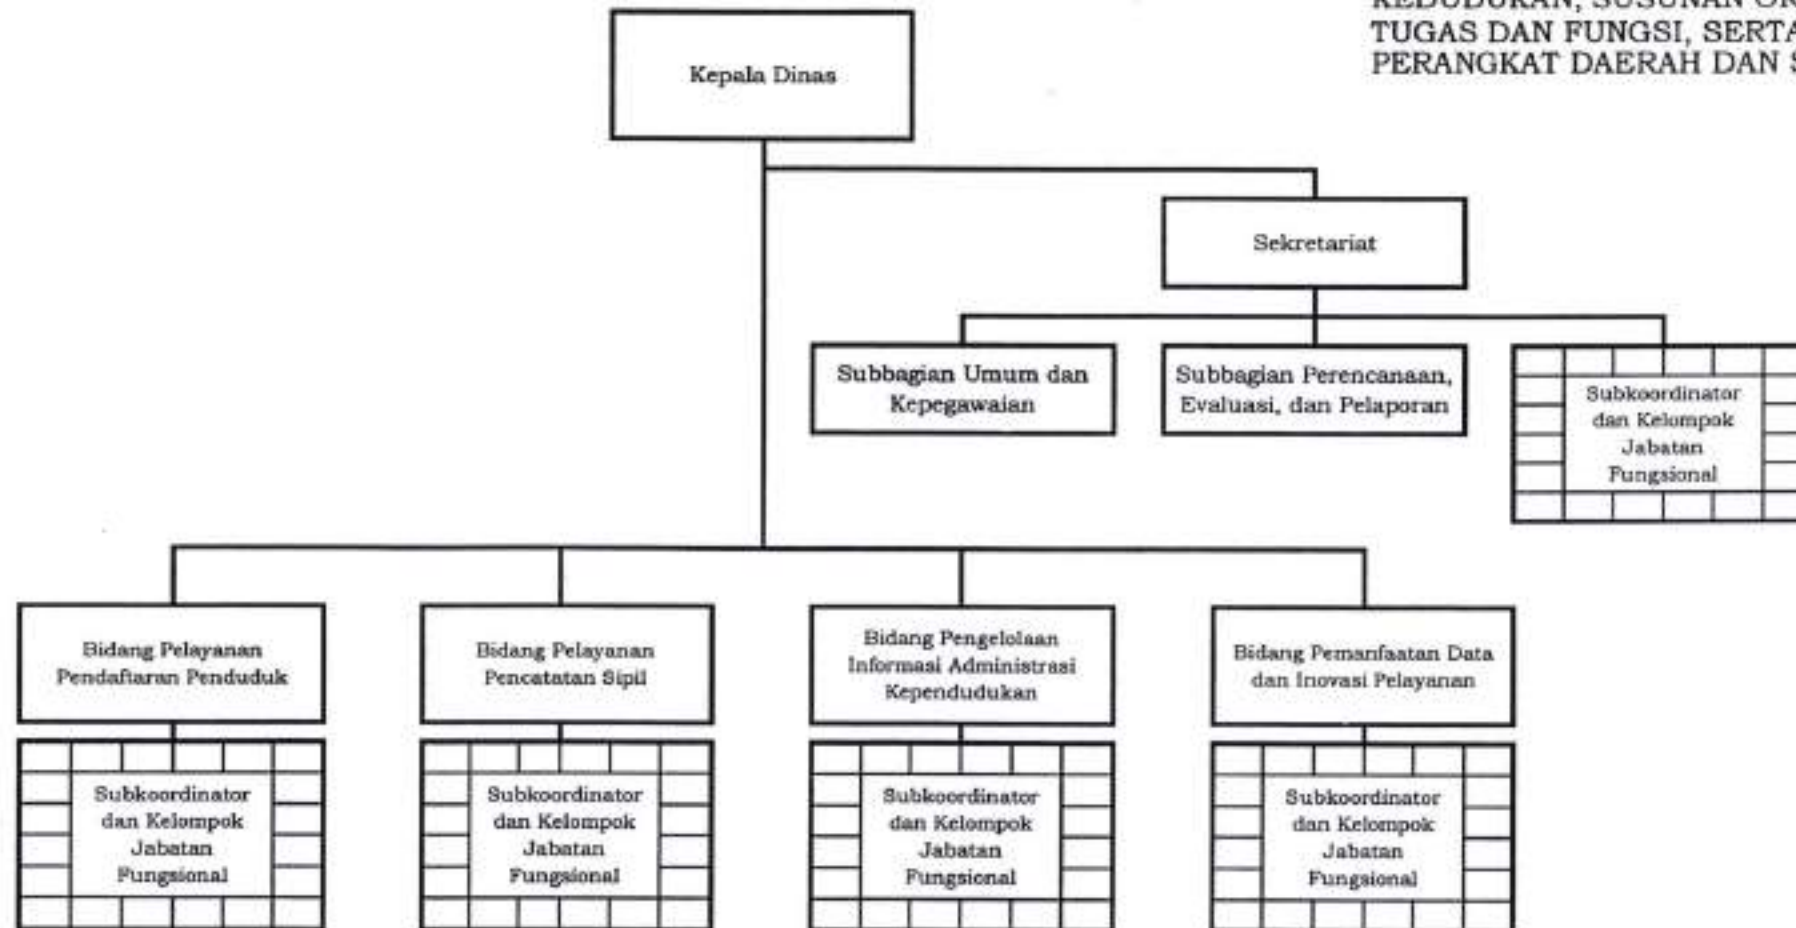 TUGAS DAN FUNGSI, SERTA
PERANGKAT DAERAH DAN
Kepala Dinas
Sekretariat
Subbagian Umum dan
Kepegawaian
Subbagian Perencanaan,
Evaluasi, dan Pelaporan
Subkoordinator
dan Kelompok
Jabatan
Fungsional
Bidang Pelayanan
Pendaftaran Penduduk
Bidang Pelayanan
Pencatatan Sipil
Bidang Pengelolaan
Informasi Administrasi
Kependudukan
Bidang Pemanfaatan Data
dan Inovasi Pelayanan
Subkoordinator
dan Kelompok
Jabatan
Fungsional
Subkoordinator
dan Kelompok
Jabatan
Fungsional
Subkoordinator
dan Kelompok
Jabatan
Fungsional
Subkoordinator
dan Kelompok
Jabatan
Fungsional